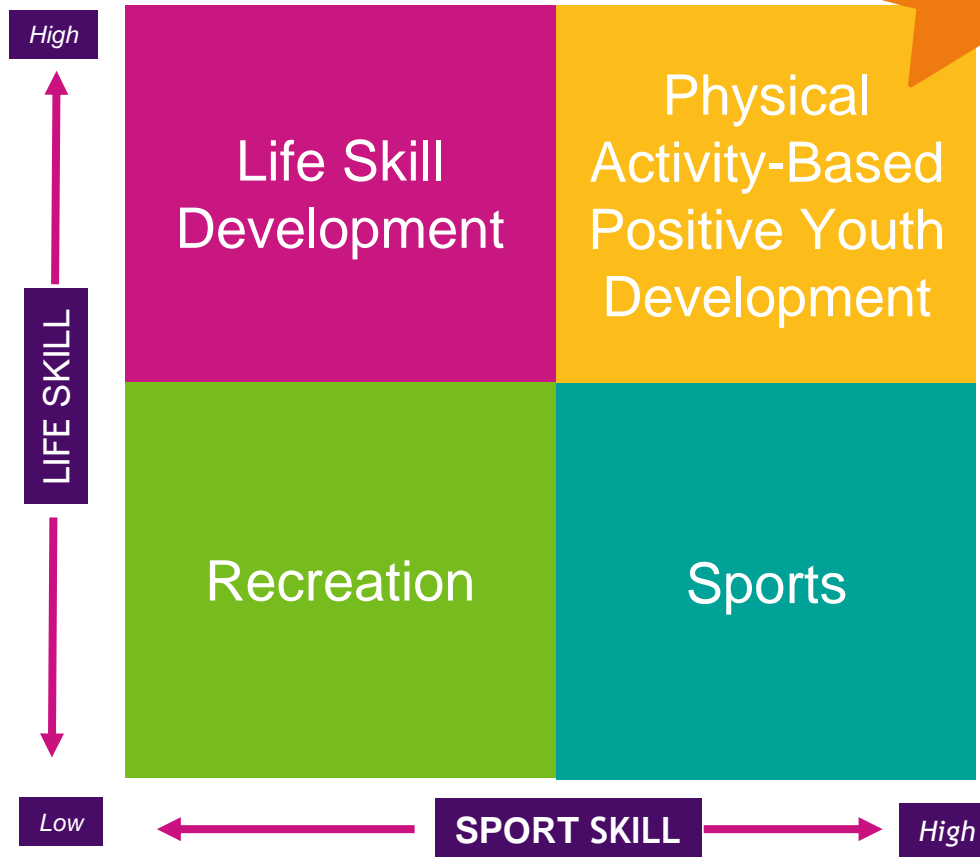 High
Life Skill
Development
Physical
Activity-Based
Positive Youth
Development
LIFE SKILL
Recreation
Sports
Low
SPORT SKILL
High